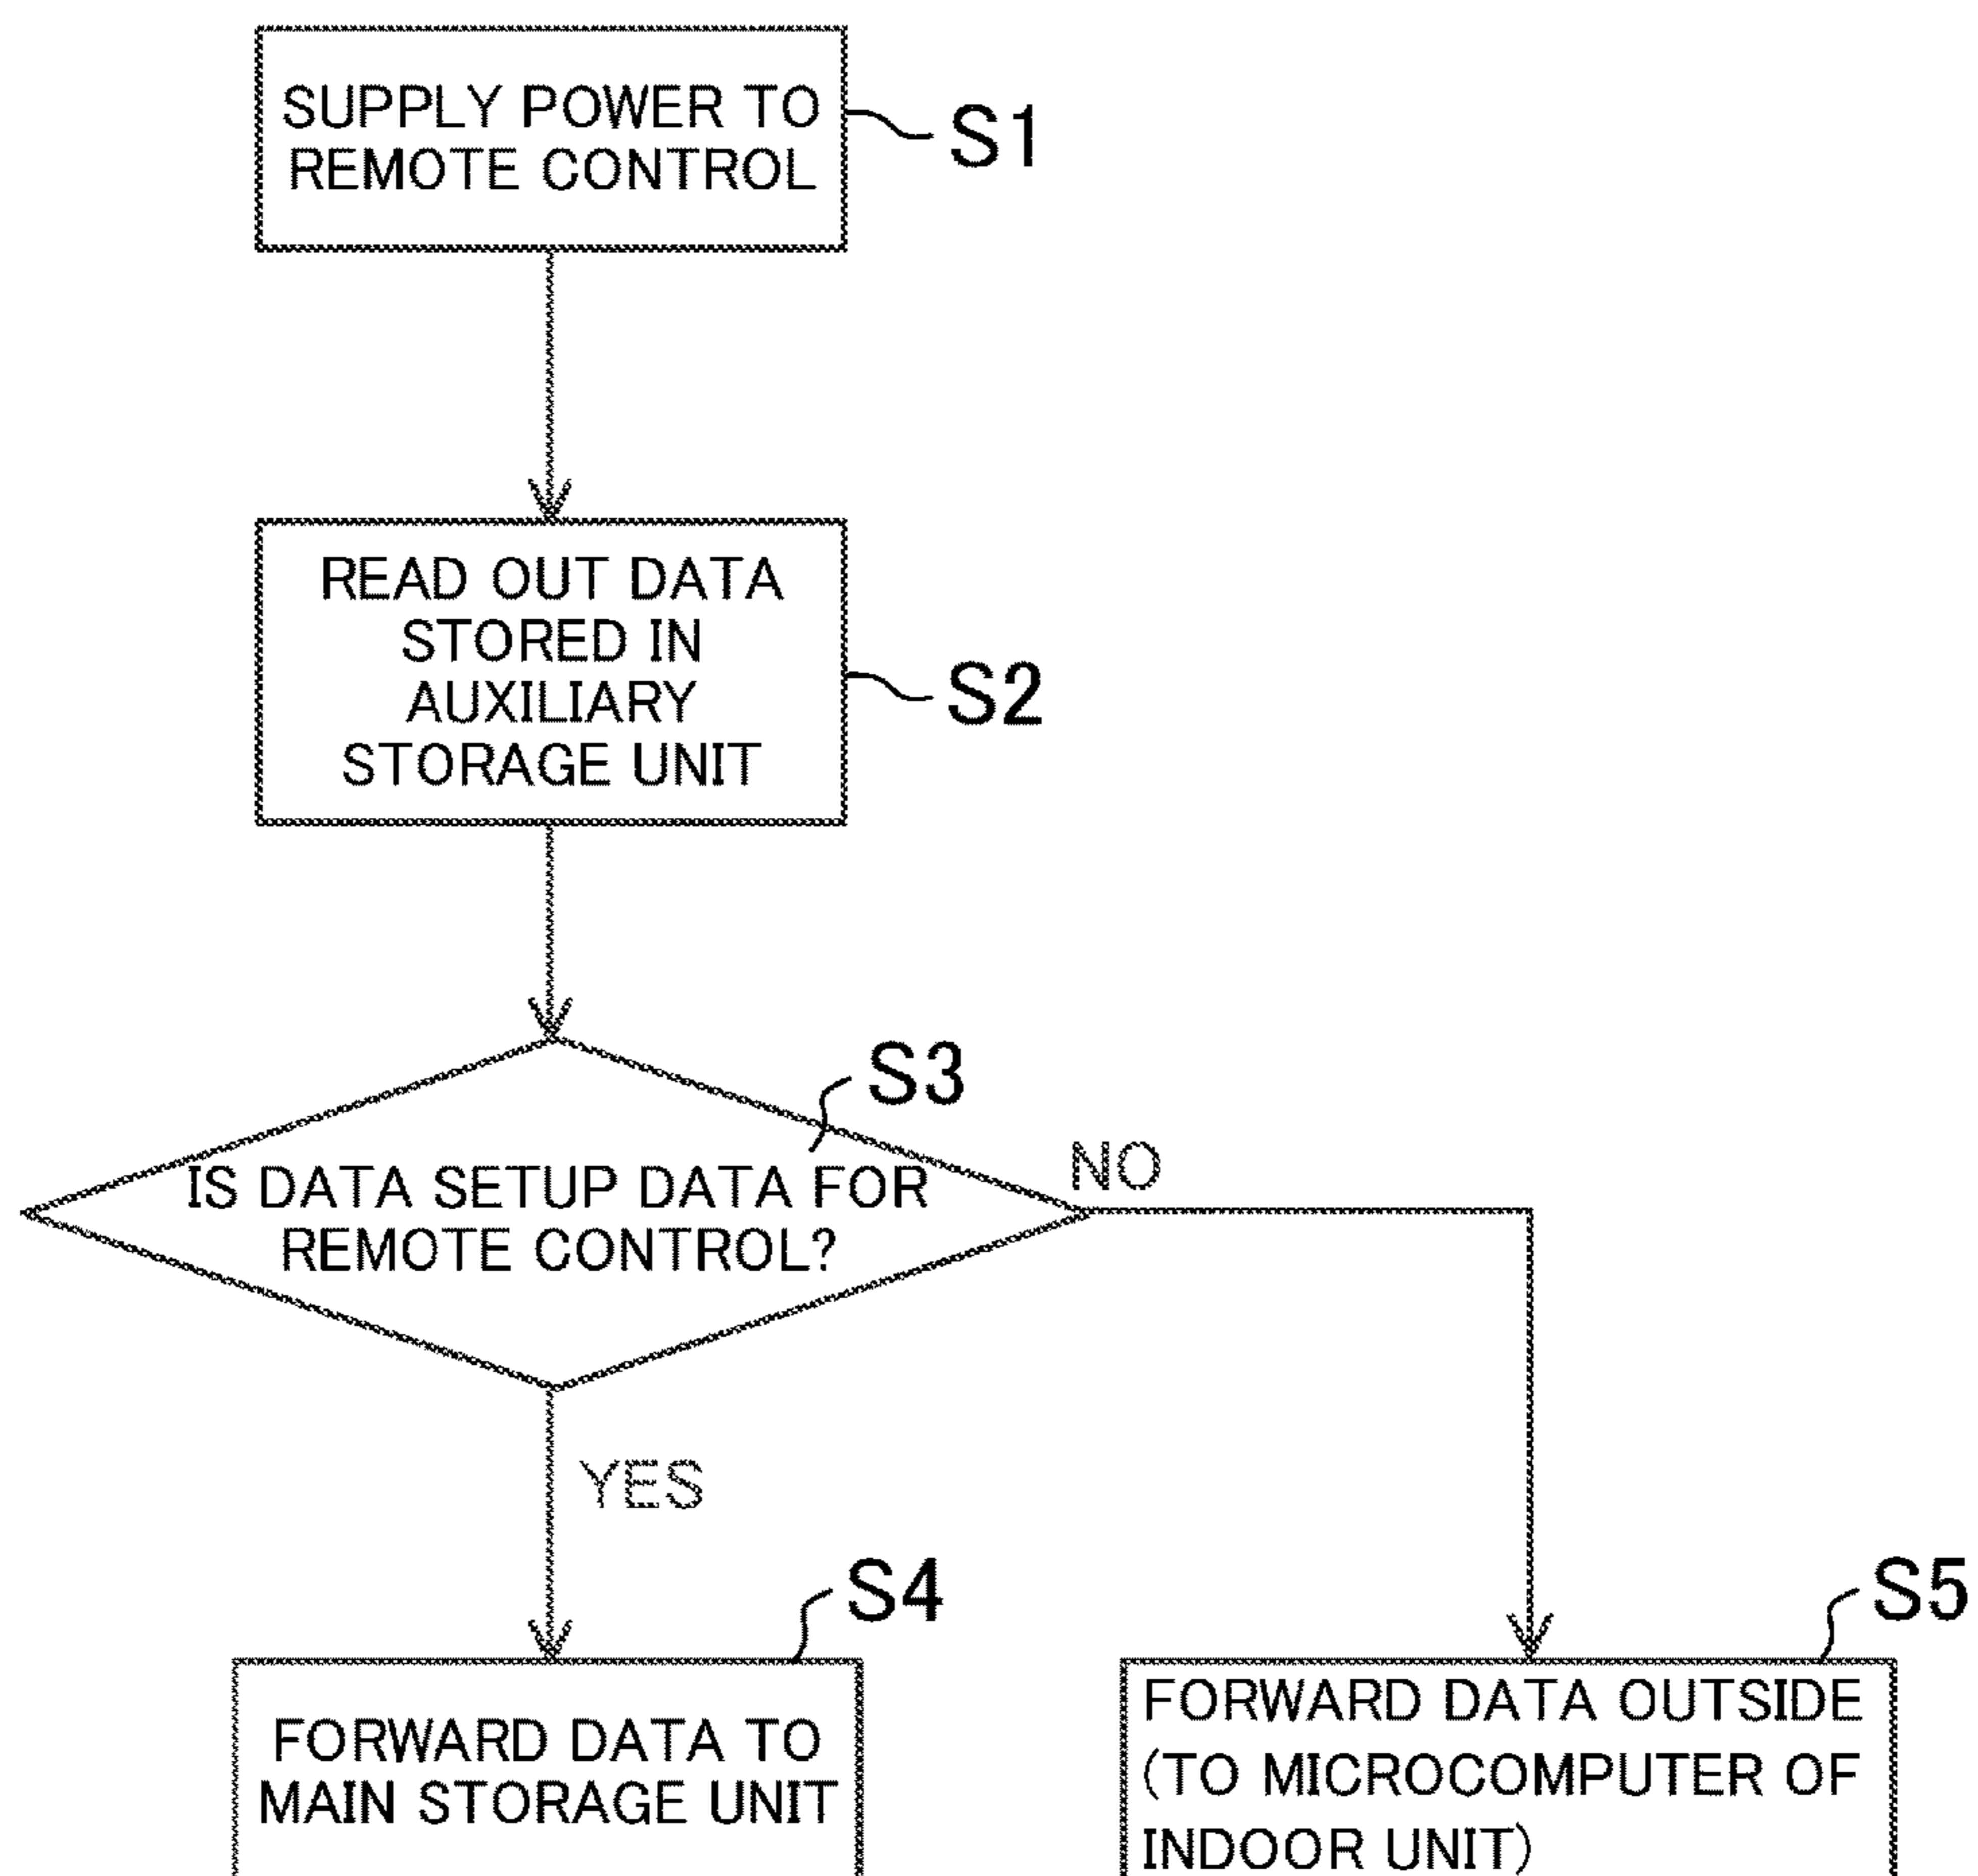 SUPPLY POWER TO
REMOTE CONTROL
S1
READ OUT DATA
STORED IN
AUXILIARY
STORAGE UNIT
S2
S3
IS DATA SETUP DATA FOR
REMOTE CONTROL?
NO
YES
S4
FORWARD DATA TO
MAIN STORAGE UNIT
S5
FORWARD DATA OUTSIDE
(TO MICROCOMPUTER OF
INDOOR UNIT)